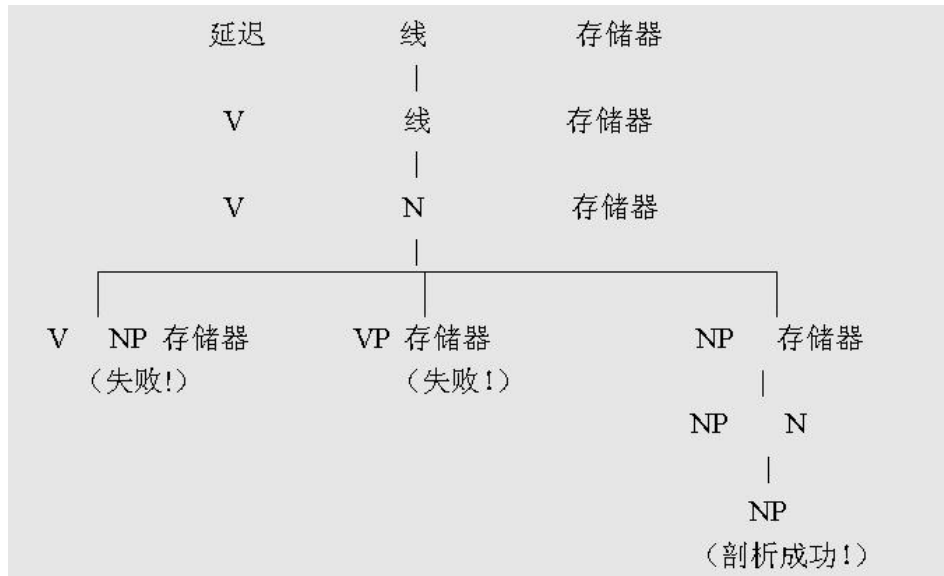 延迟 线 存储器
V 线 存储器
V N 存储器
V NP 存储器 VP 存储器 NP 存储器
（失败!） （失败!）
NP N
NP
（剖析成功!）